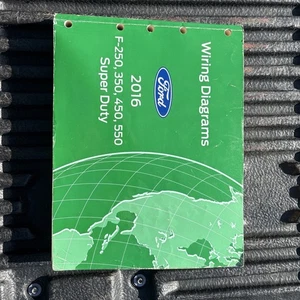 Wiring Diagrams
Ford
2016
F-250, 350, 450, 550
Super Duty